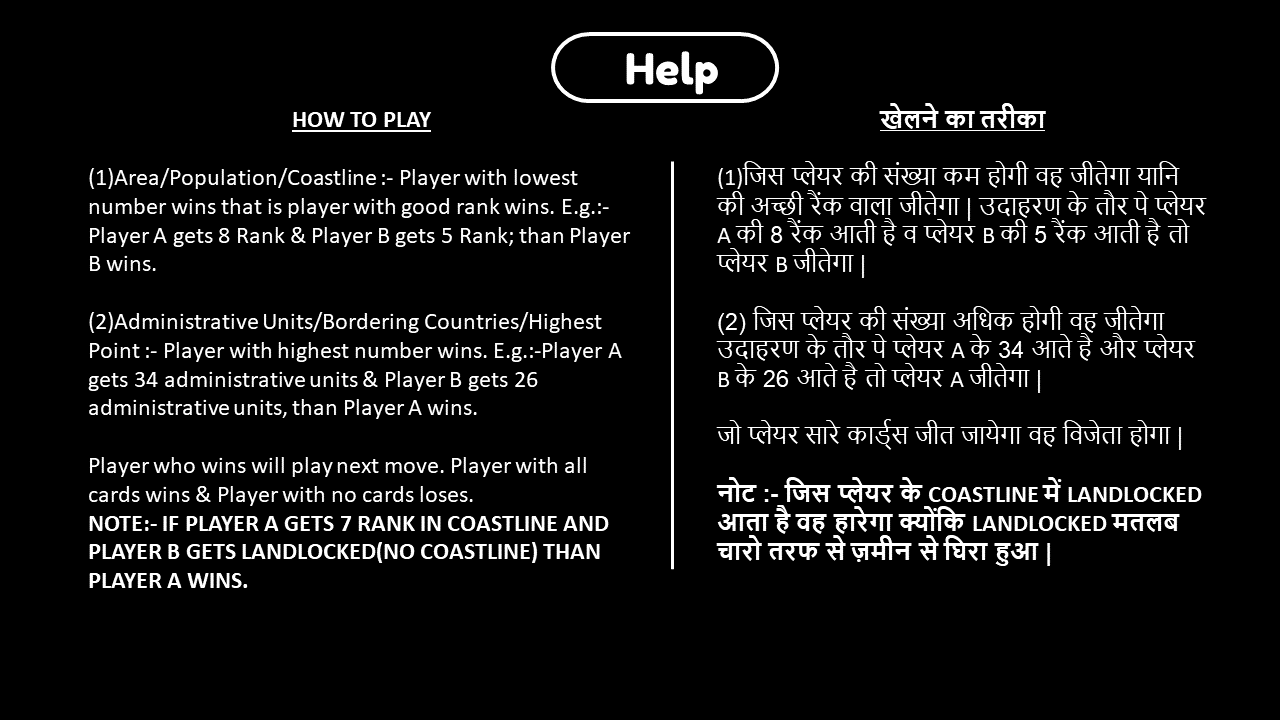 Help
HOW TO PLAY
(1)Area/Population/Coastline :- Player with lowest
number wins that is player with good rank wins. E.g.:-
Player A gets 8 Rank & Player B gets 5 Rank; than Player
B wins.
(2)Administrative Units/Bordering Countries/Highest
Point :- Player with highest number wins. E.g.:-Player A
gets 34 administrative units & Player B gets 26
administrative units, than Player A wins.
Player who wins will play next move. Player with all
cards wins & Player with no cards loses.
NOTE:- IF PLAYER A GETS 7 RANK IN COASTLINE AND
PLAYER B GETS LANDLOCKED(NO COASTLINE) THAN
PLAYER A WINS.
खेलने का तरीका
(1)जिस प्लेयर की संख्या कम होगी वह जीतेगा यानि
की अच्छी रैंक वाला जीतेगा | उदाहरण के तौर पे प्लेयर
A की 8 रैंक आती है व प्लेयर B की 5 रैंक आती है तो
प्लेयर B जीतेगा |
(2) जिस प्लेयर की संख्या अधिक होगी वह जीतेगा
उदाहरण के तौर पे प्लेयर A के 34 आते है और प्लेयर
B के 26 आते है तो प्लेयर A जीतेगा |
जो प्लेयर सारे कार्ड्स जीत जायेगा वह विजेता होगा |
नोट :- जिस प्लेयर के COASTLINE में LANDLOCKED
आता है वह हारेगा क्योंकि LANDLOCKED मतलब
चारो तरफ से ज़मीन से घिरा हुआ |